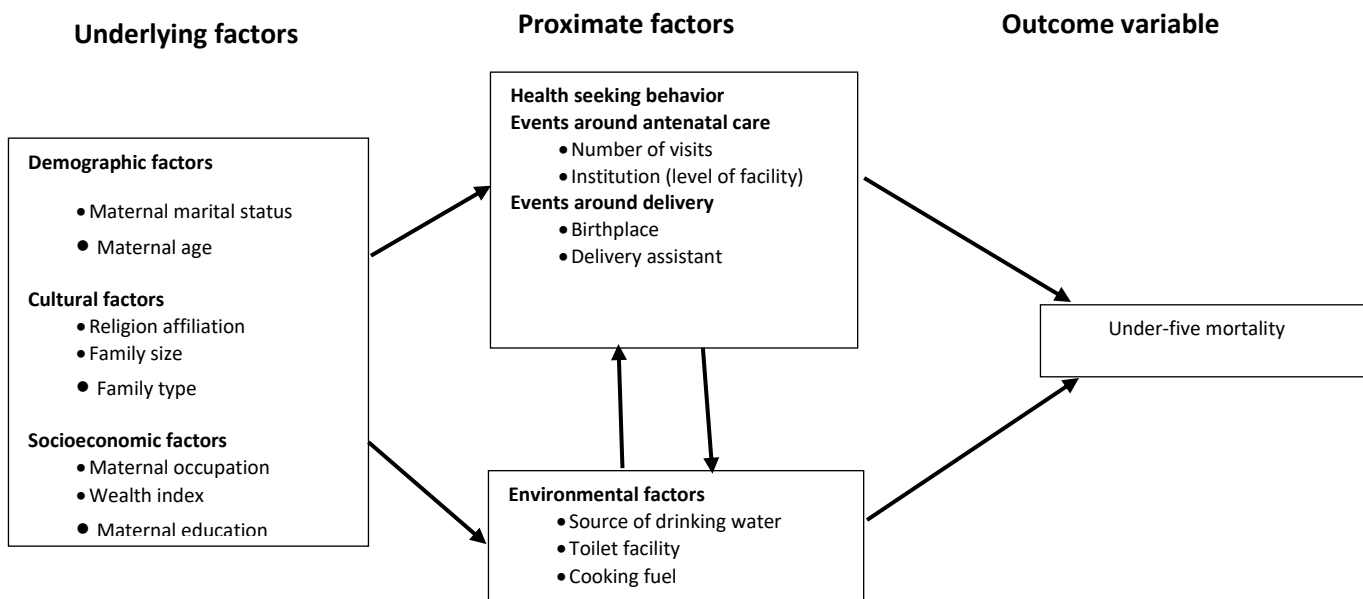 Underlying factors
Proximate factors
Outcome variable
Demographic factors
• Maternal marital status
• Maternal age
Cultural factors
• Religion affiliation
• Family size
• Family type
Socioeconomic factors
• Maternal occupation
• Wealth index
• Maternal education
Health seeking behavior
Events around antenatal care
• Number of visits
• Institution (level of facility)
Events around delivery
• Birthplace
• Delivery assistant
Environmental factors
• Source of drinking water
• Toilet facility
• Cooking fuel
Under-five mortality